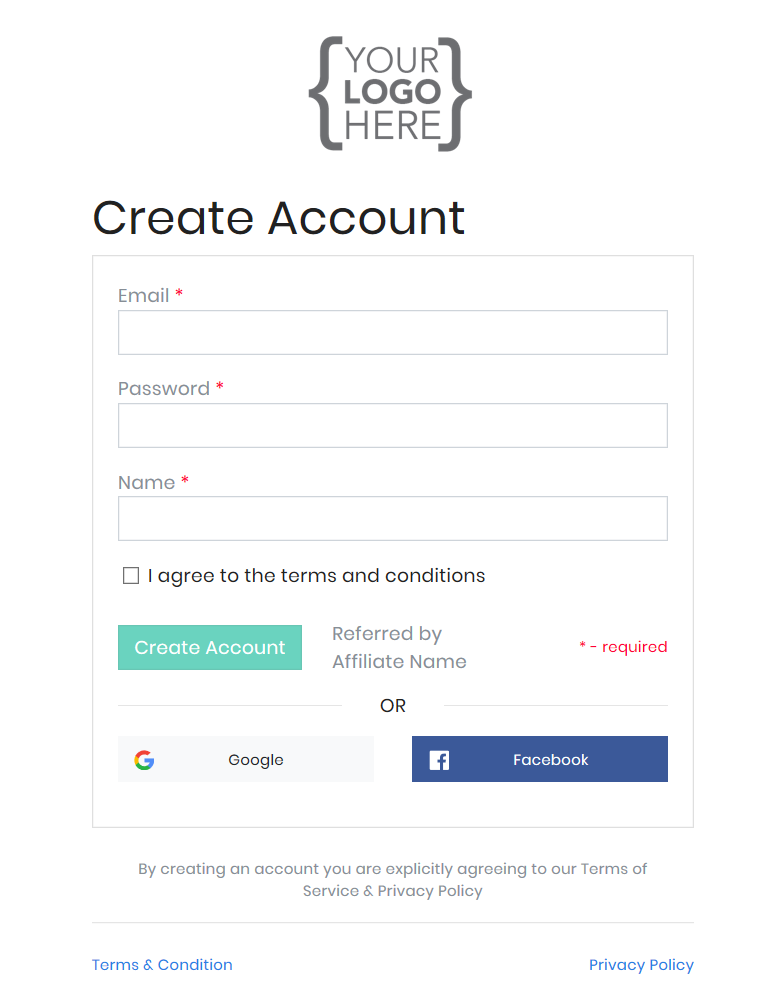 YOUR
LOGO
HERE
Create Account
Email *
Password *
Name *
I agree to the terms and conditions
Create Account
Referred by
Affiliate Name
* - required
OR
Google
Facebook
By creating an account you are explicitly agreeing to our Terms of
Service & Privacy Policy
Terms & Condition
Privacy Policy